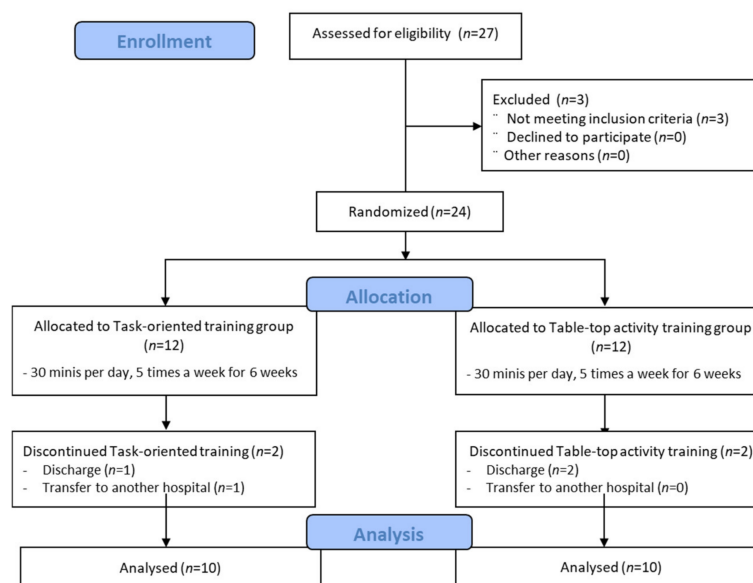 Enrollment
Assessed for eligibility (n=27)
Excluded (n=3)
¨ Not meeting inclusion criteria (n=3)
¨ Declined to participate (n=0)
¨ Other reasons (n=0)
Randomized (n=24)
Allocation
Allocated to Task-oriented training group
(n=12)
- 30 minis per day, 5 times a week for 6 weeks
Allocated to Table-top activity training group
(n=12)
- 30 minis per day, 5 times a week for 6 weeks
Discontinued Task-oriented training (n=2)
- Discharge (n=1)
- Transfer to another hospital (n=1)
Discontinued Table-top activity training (n=2)
- Discharge (n=2)
- Transfer to another hospital (n=0)
Analysis
Analysed (n=10)
Analysed (n=10)